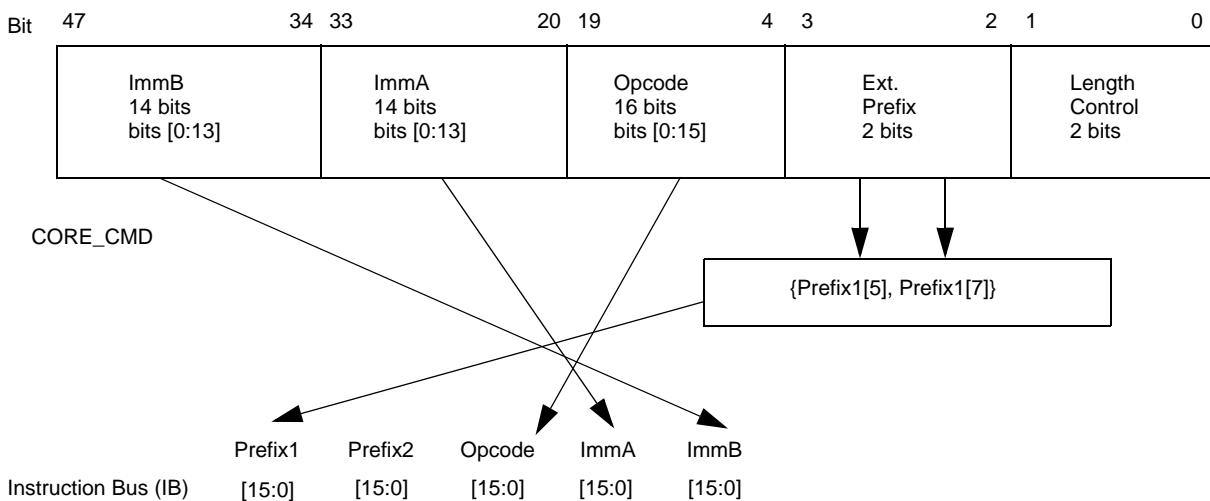 Bit 47 34 33 20 19 4 3 2 1 0
ImmB
14 bits
bits [0:13]
ImmA
14 bits
bits [0:13]
Opcode
16 bits
bits [0:15]
Ext.
Prefix
2 bits
Length
Control
2 bits
CORE_CMD
{Prefix1[5], Prefix1[7]}
Prefix1 Prefix2 Opcode ImmA ImmB
Instruction Bus (IB) [15:0] [15:0] [15:0] [15:0] [15:0]